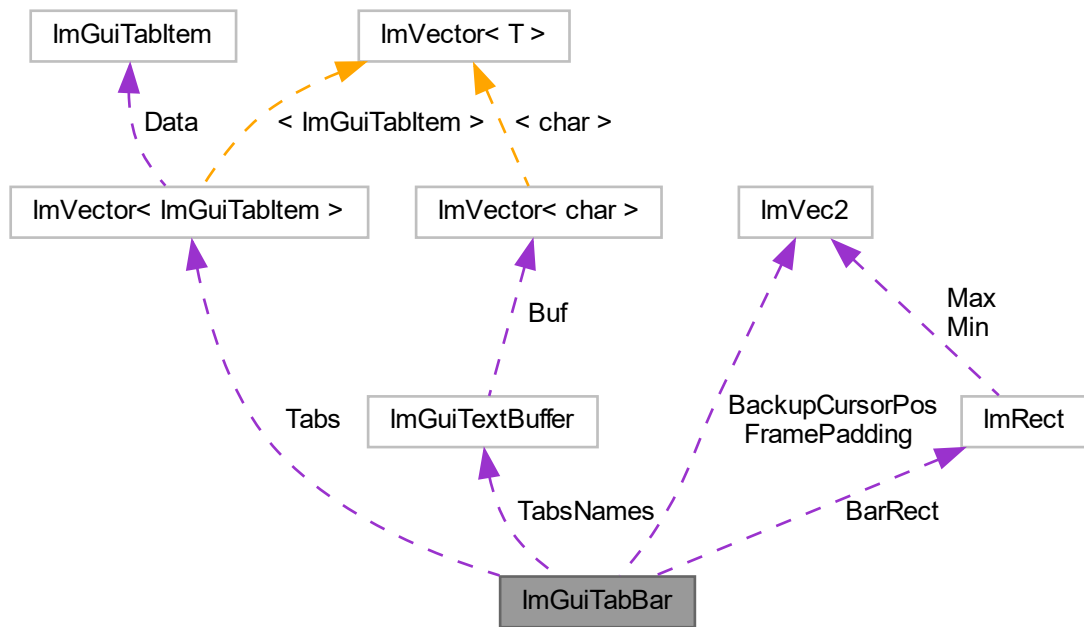 ImGuiTabItem
ImVector< T >
Data
< ImGuiTabItem >
< char >
ImVector< ImGuiTabItem >
ImVector< char >
ImVec2
Buf
Max
Min
Tabs
ImGuiTextBuffer
BackupCursorPos
FramePadding
ImRect
TabsNames
BarRect
ImGuiTabBar